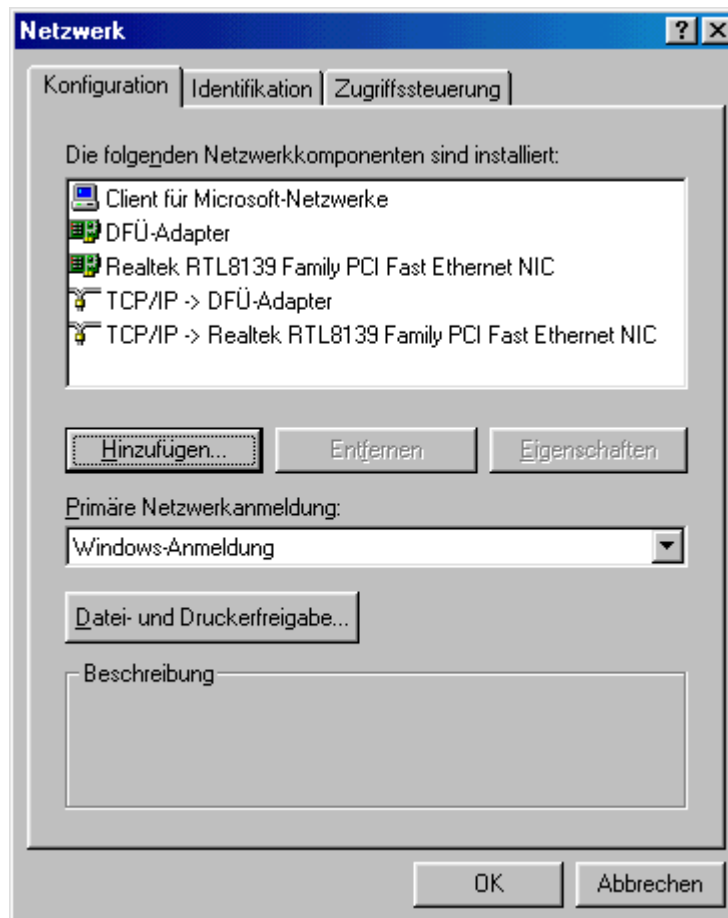 Netzwerk
Konfiguration Identifikation Zugriffssteuerung
Die folgenden Netzwerkkomponenten sind installiert:
Client für Microsoft-Netzwerke
DFÜ-Adapter
Realtek RTL8139 Family PCI Fast Ethernet NIC
TCP/IP -> DFÜ-Adapter
TCP/IP -> Realtek RTL8139 Family PCI Fast Ethernet NIC
Hinzufügen... Entfernen Eigenschaften
Primäre Netzwerkanmeldung:
Windows-Anmeldung
Datei- und Druckerfreigabe...
Beschreibung
OK Abbrechen